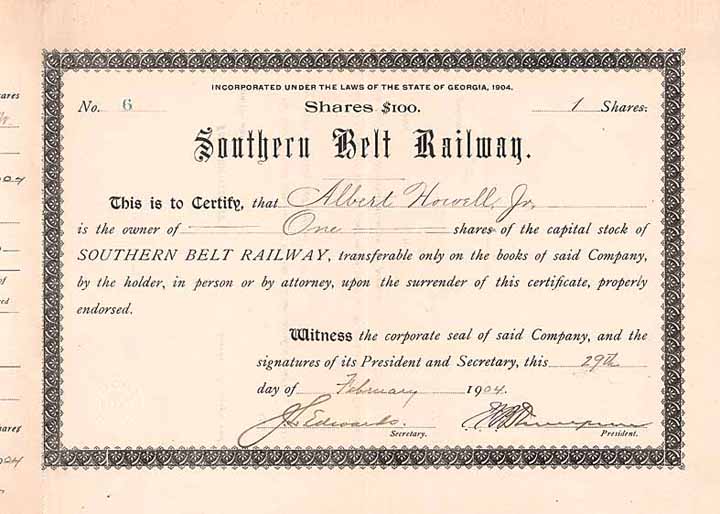 INCORPORATED UNDER THE LAWS OF THE STATE OF GEORGIA, 1904.
No. 6 Shares $100. 1 Shares.
Southern Belt Railway.
This is to Certify, that Albert Howell, Jr.
is the owner of One shares of the capital stock of
SOUTHERN BELT RAILWAY, transferable only on the books of said Company,
by the holder, in person or by attorney, upon the surrender of this certificate, properly
endorsed.
Witness the corporate seal of said Company, and the
signatures of its President and Secretary, this 29th
day of February 1904.
J. L. Edwards.
Secretary. President.